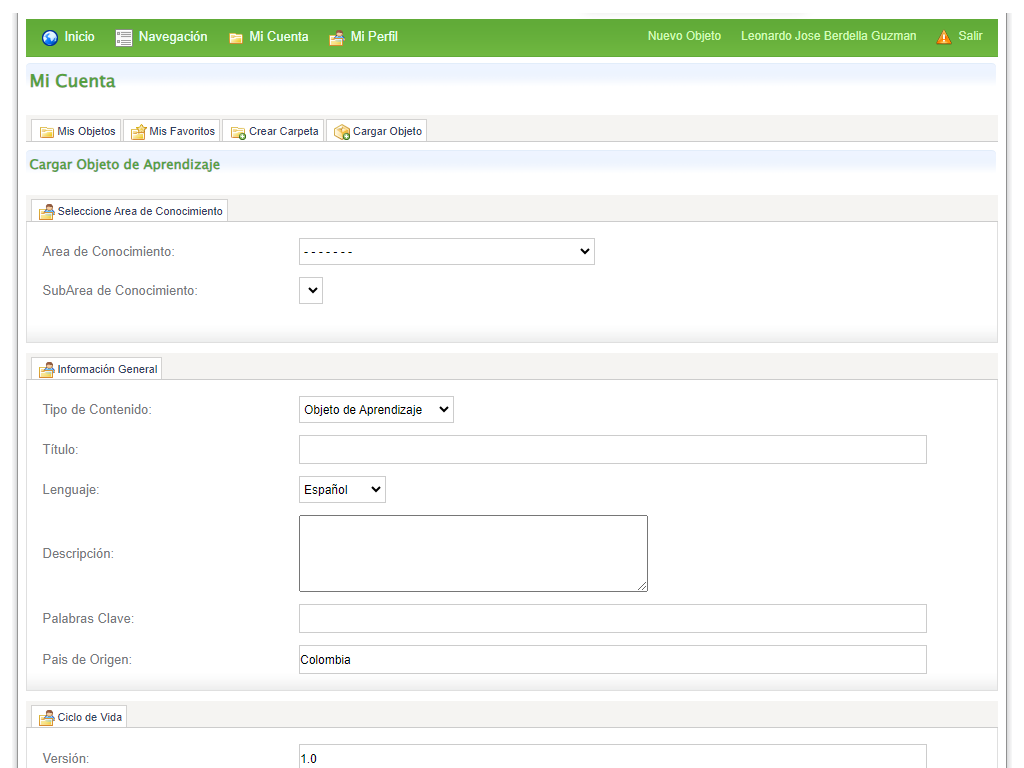 Inicio Navegación Mi Cuenta Mi Perfil Nuevo Objeto Leonardo Jose Berdella Guzman Salir
Mi Cuenta
Mis Objetos Mis Favoritos Crear Carpeta Cargar Objeto
Cargar Objeto de Aprendizaje
Seleccione Area de Conocimiento
Area de Conocimiento: - - - - - - -
SubArea de Conocimiento:
Información General
Tipo de Contenido: Objeto de Aprendizaje
Título:
Lenguaje: Español
Descripción:
Palabras Clave:
Pais de Origen: Colombia
Ciclo de Vida
Versión: 1.0